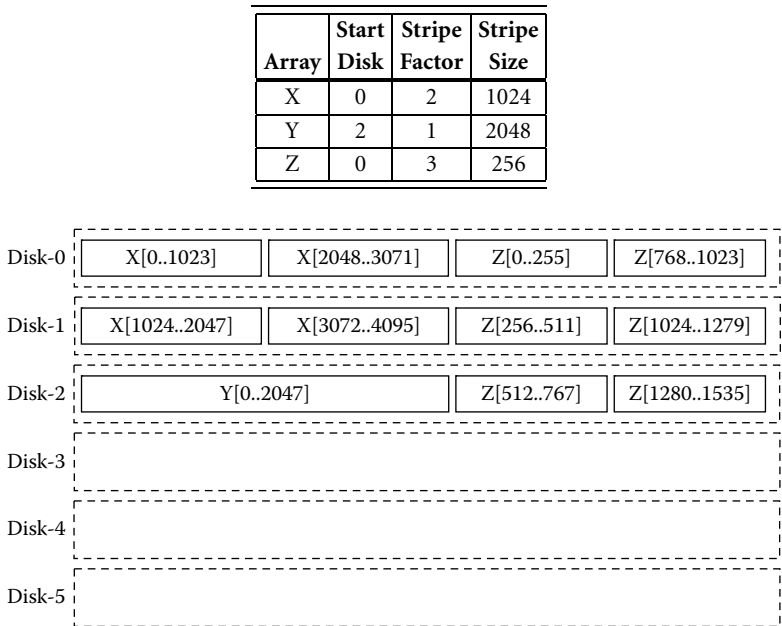 Array Start Disk Stripe Factor Stripe Size
X 0 2 1024
Y 2 1 2048
Z 0 3 256
Disk-0 X[0..1023] X[2048..3071] Z[0..255] Z[768..1023]
Disk-1 X[1024..2047] X[3072..4095] Z[256..511] Z[1024..1279]
Disk-2 Y[0..2047] Z[512..767] Z[1280..1535]
Disk-3
Disk-4
Disk-5